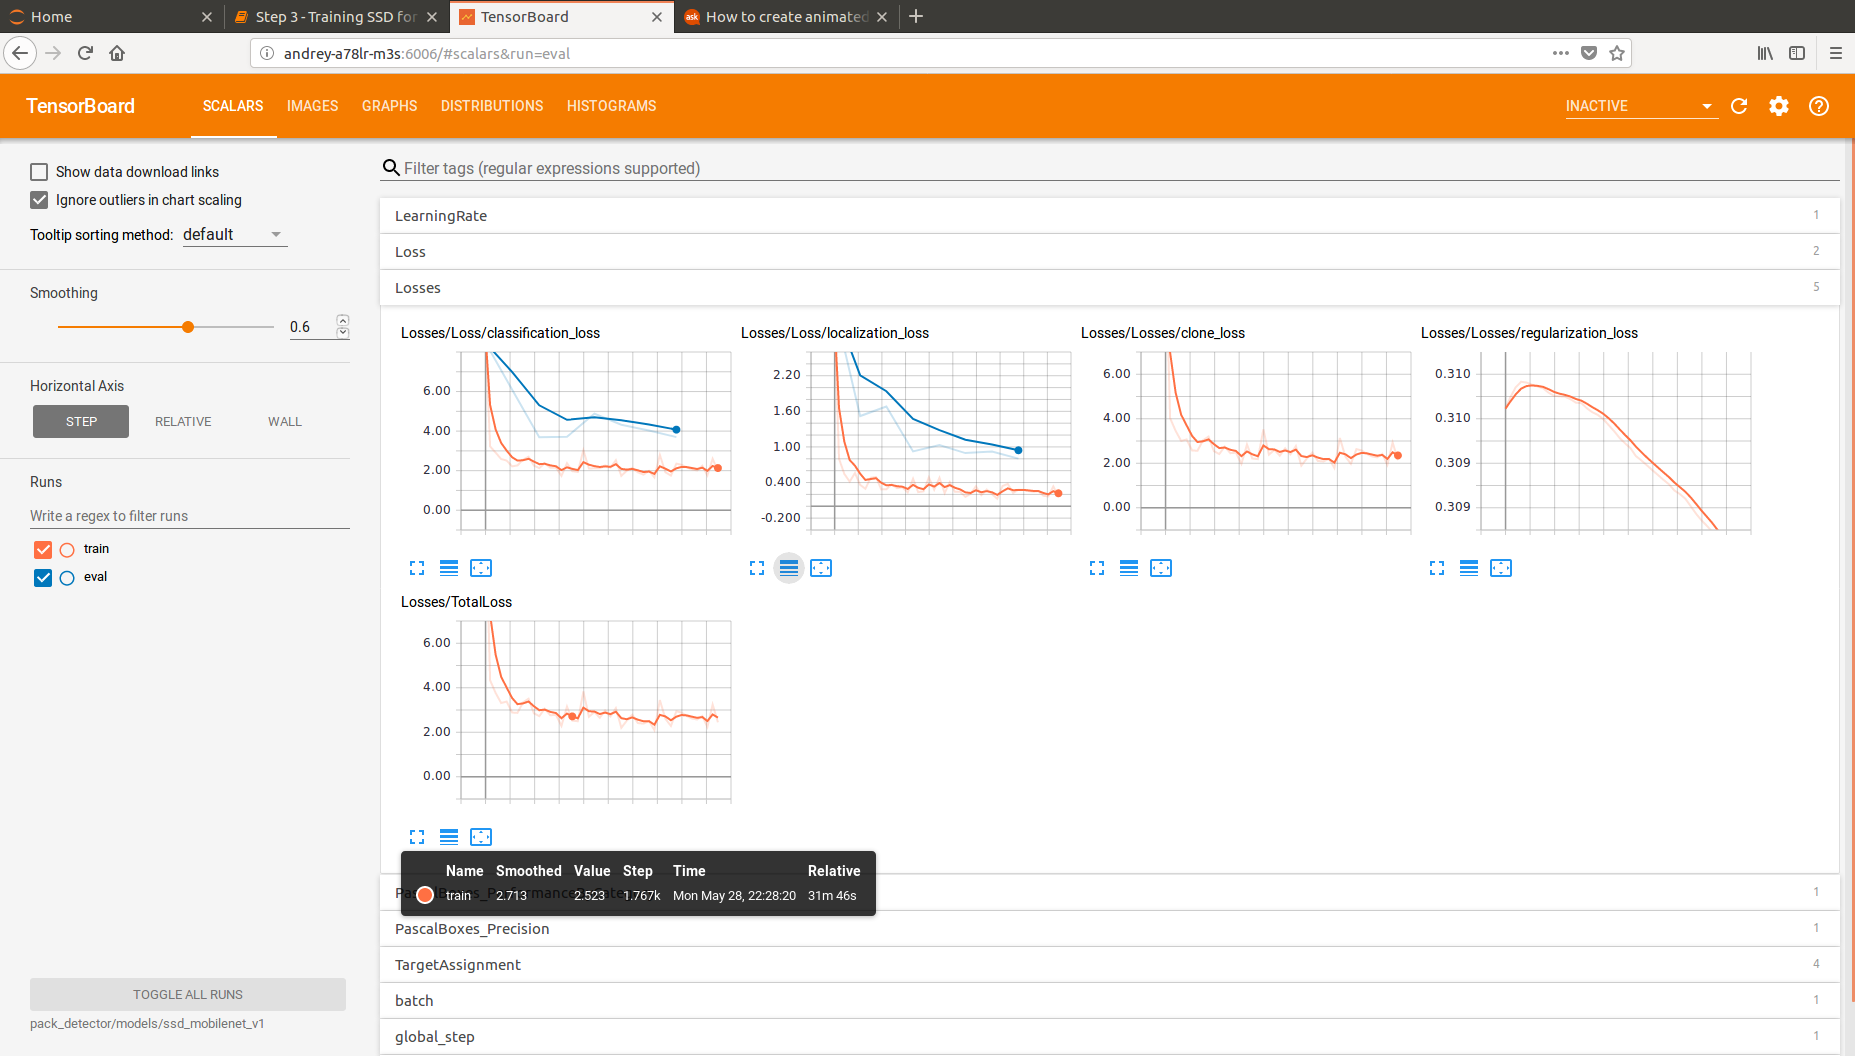 Home
Step 3 - Training SSD for
TensorBoard
ask How to create animated
andrey-a78lr-m3s:6006/#scalars&run=eval
TensorBoard
SCALARS IMAGES GRAPHS DISTRIBUTIONS HISTOGRAMS
INACTIVE
Show data download links
Ignore outliers in chart scaling
Tooltip sorting method: default
Smoothing
0.6
Horizontal Axis
STEP RELATIVE WALL
Runs
Write a regex to filter runs
train
eval
TOGGLE ALL RUNS
pack_detector/models/ssd_mobilenet_v1
Filter tags (regular expressions supported)
LearningRate 1
Loss 2
Losses 5
Losses/Loss/classification_loss
6.00
4.00
2.00
0.00
Losses/Loss/localization_loss
2.20
1.60
1.00
0.400
-0.200
Losses/Losses/clone_loss
6.00
4.00
2.00
0.00
Losses/Losses/regularization_loss
0.310
0.310
0.309
0.309
Losses/TotalLoss
6.00
4.00
2.00
0.00
Name Smoothed Value Step Time Relative
train 2.713 2.523 1.767k Mon May 28, 22:28:20 31m 46s
1
PascalBoxes_Precision 1
TargetAssignment 4
batch 1
global_step 1